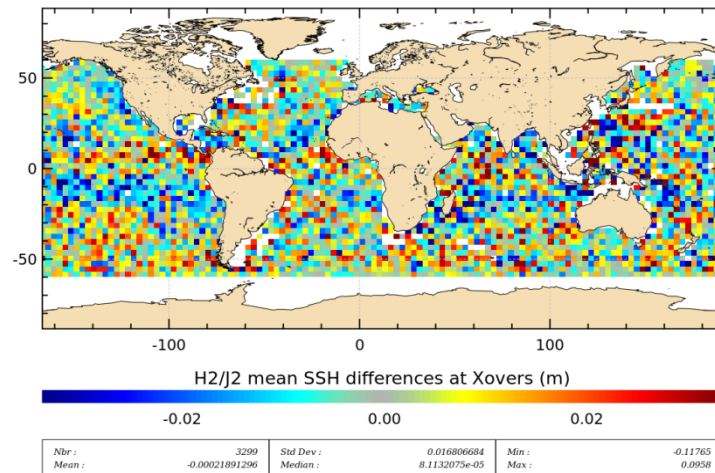 50
0
-50
-100 0 100
H2/J2 mean SSH differences at Xovers (m)
-0.02 0.00 0.02
Nbr : 3299 Std Dev : 0.016806684 Min : -0.11765
Mean : -0.00021891296 Median : 8.1132075e-05 Max : 0.0958